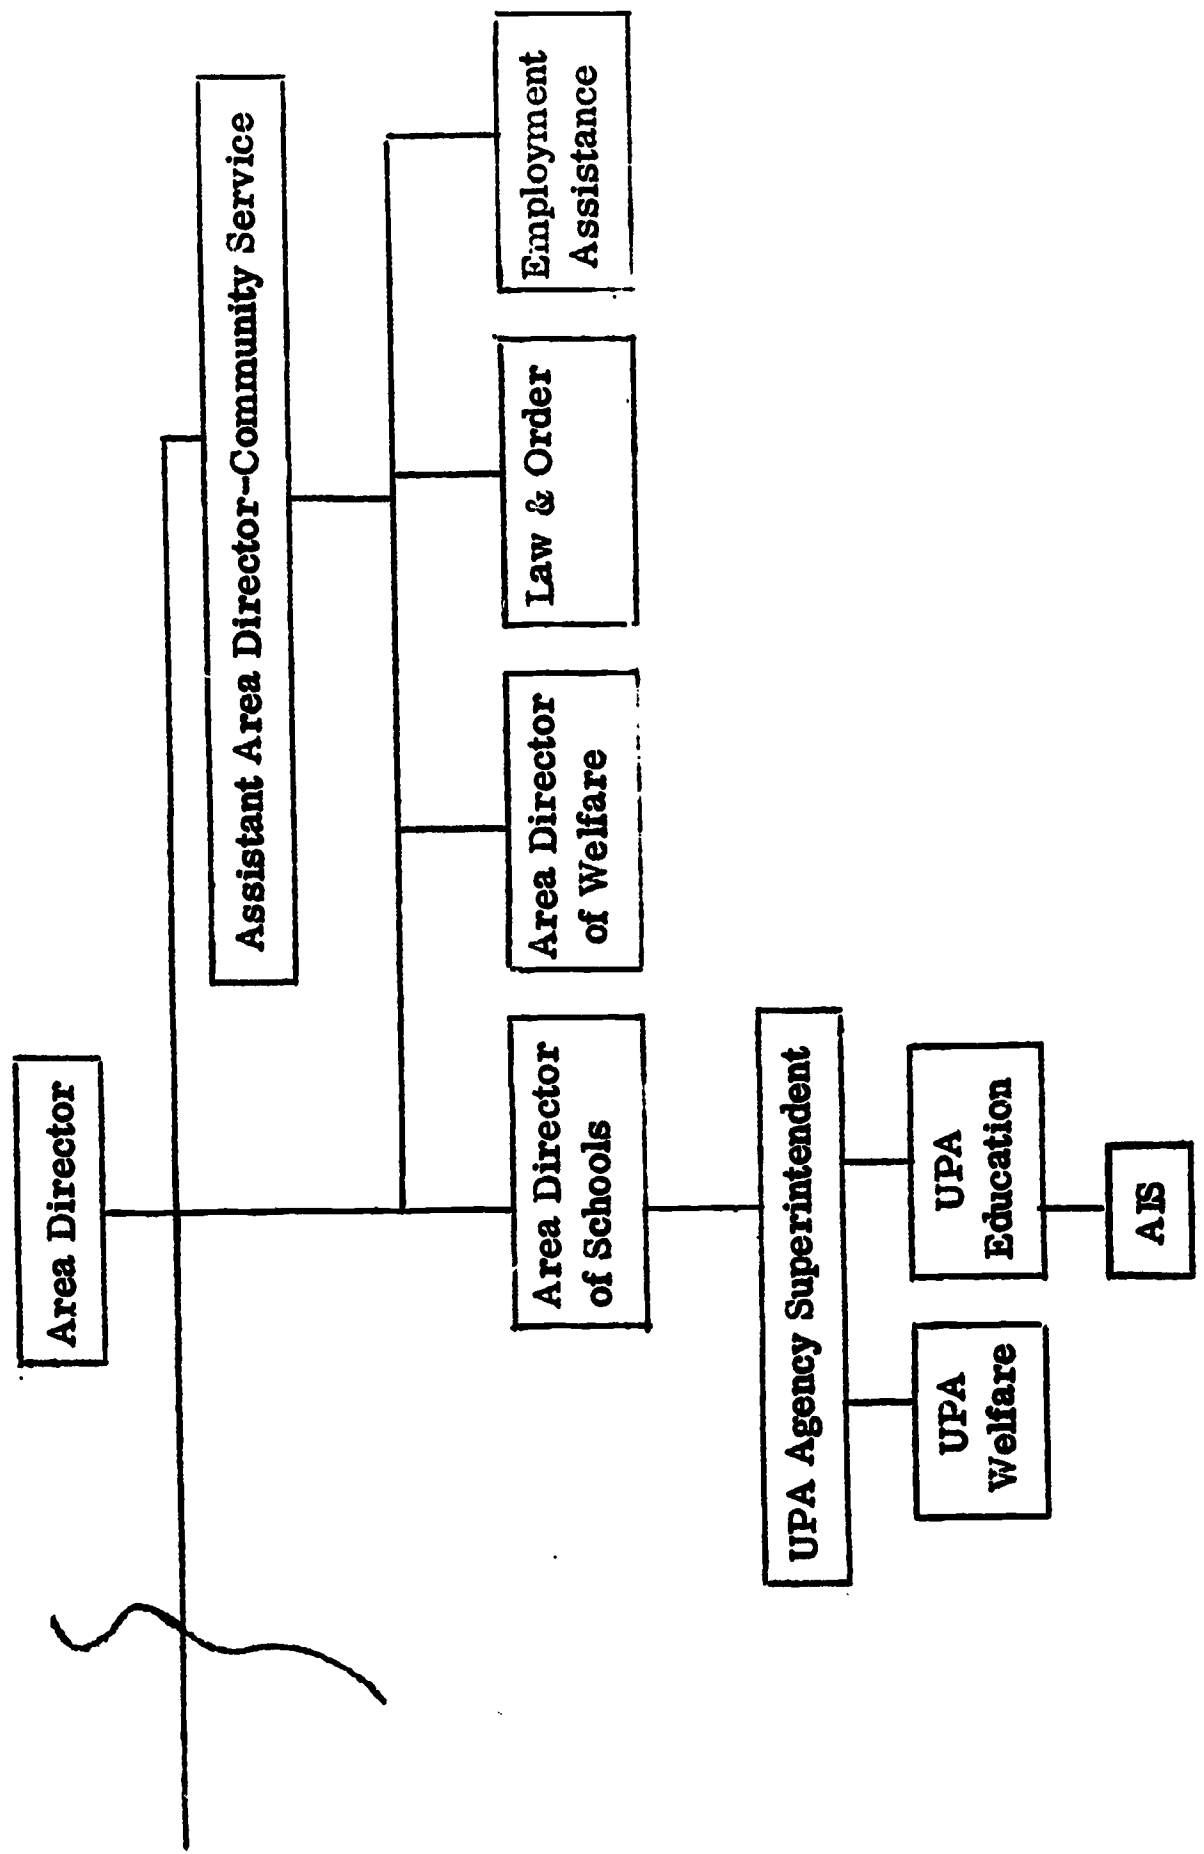 Area Director
Assistant Area Director-Community Service
Area Director
of Schools
Area Director
of Welfare
Law & Order
Employment
Assistance
UPA Agency Superintendent
UPA
Welfare
UPA
Education
AIS